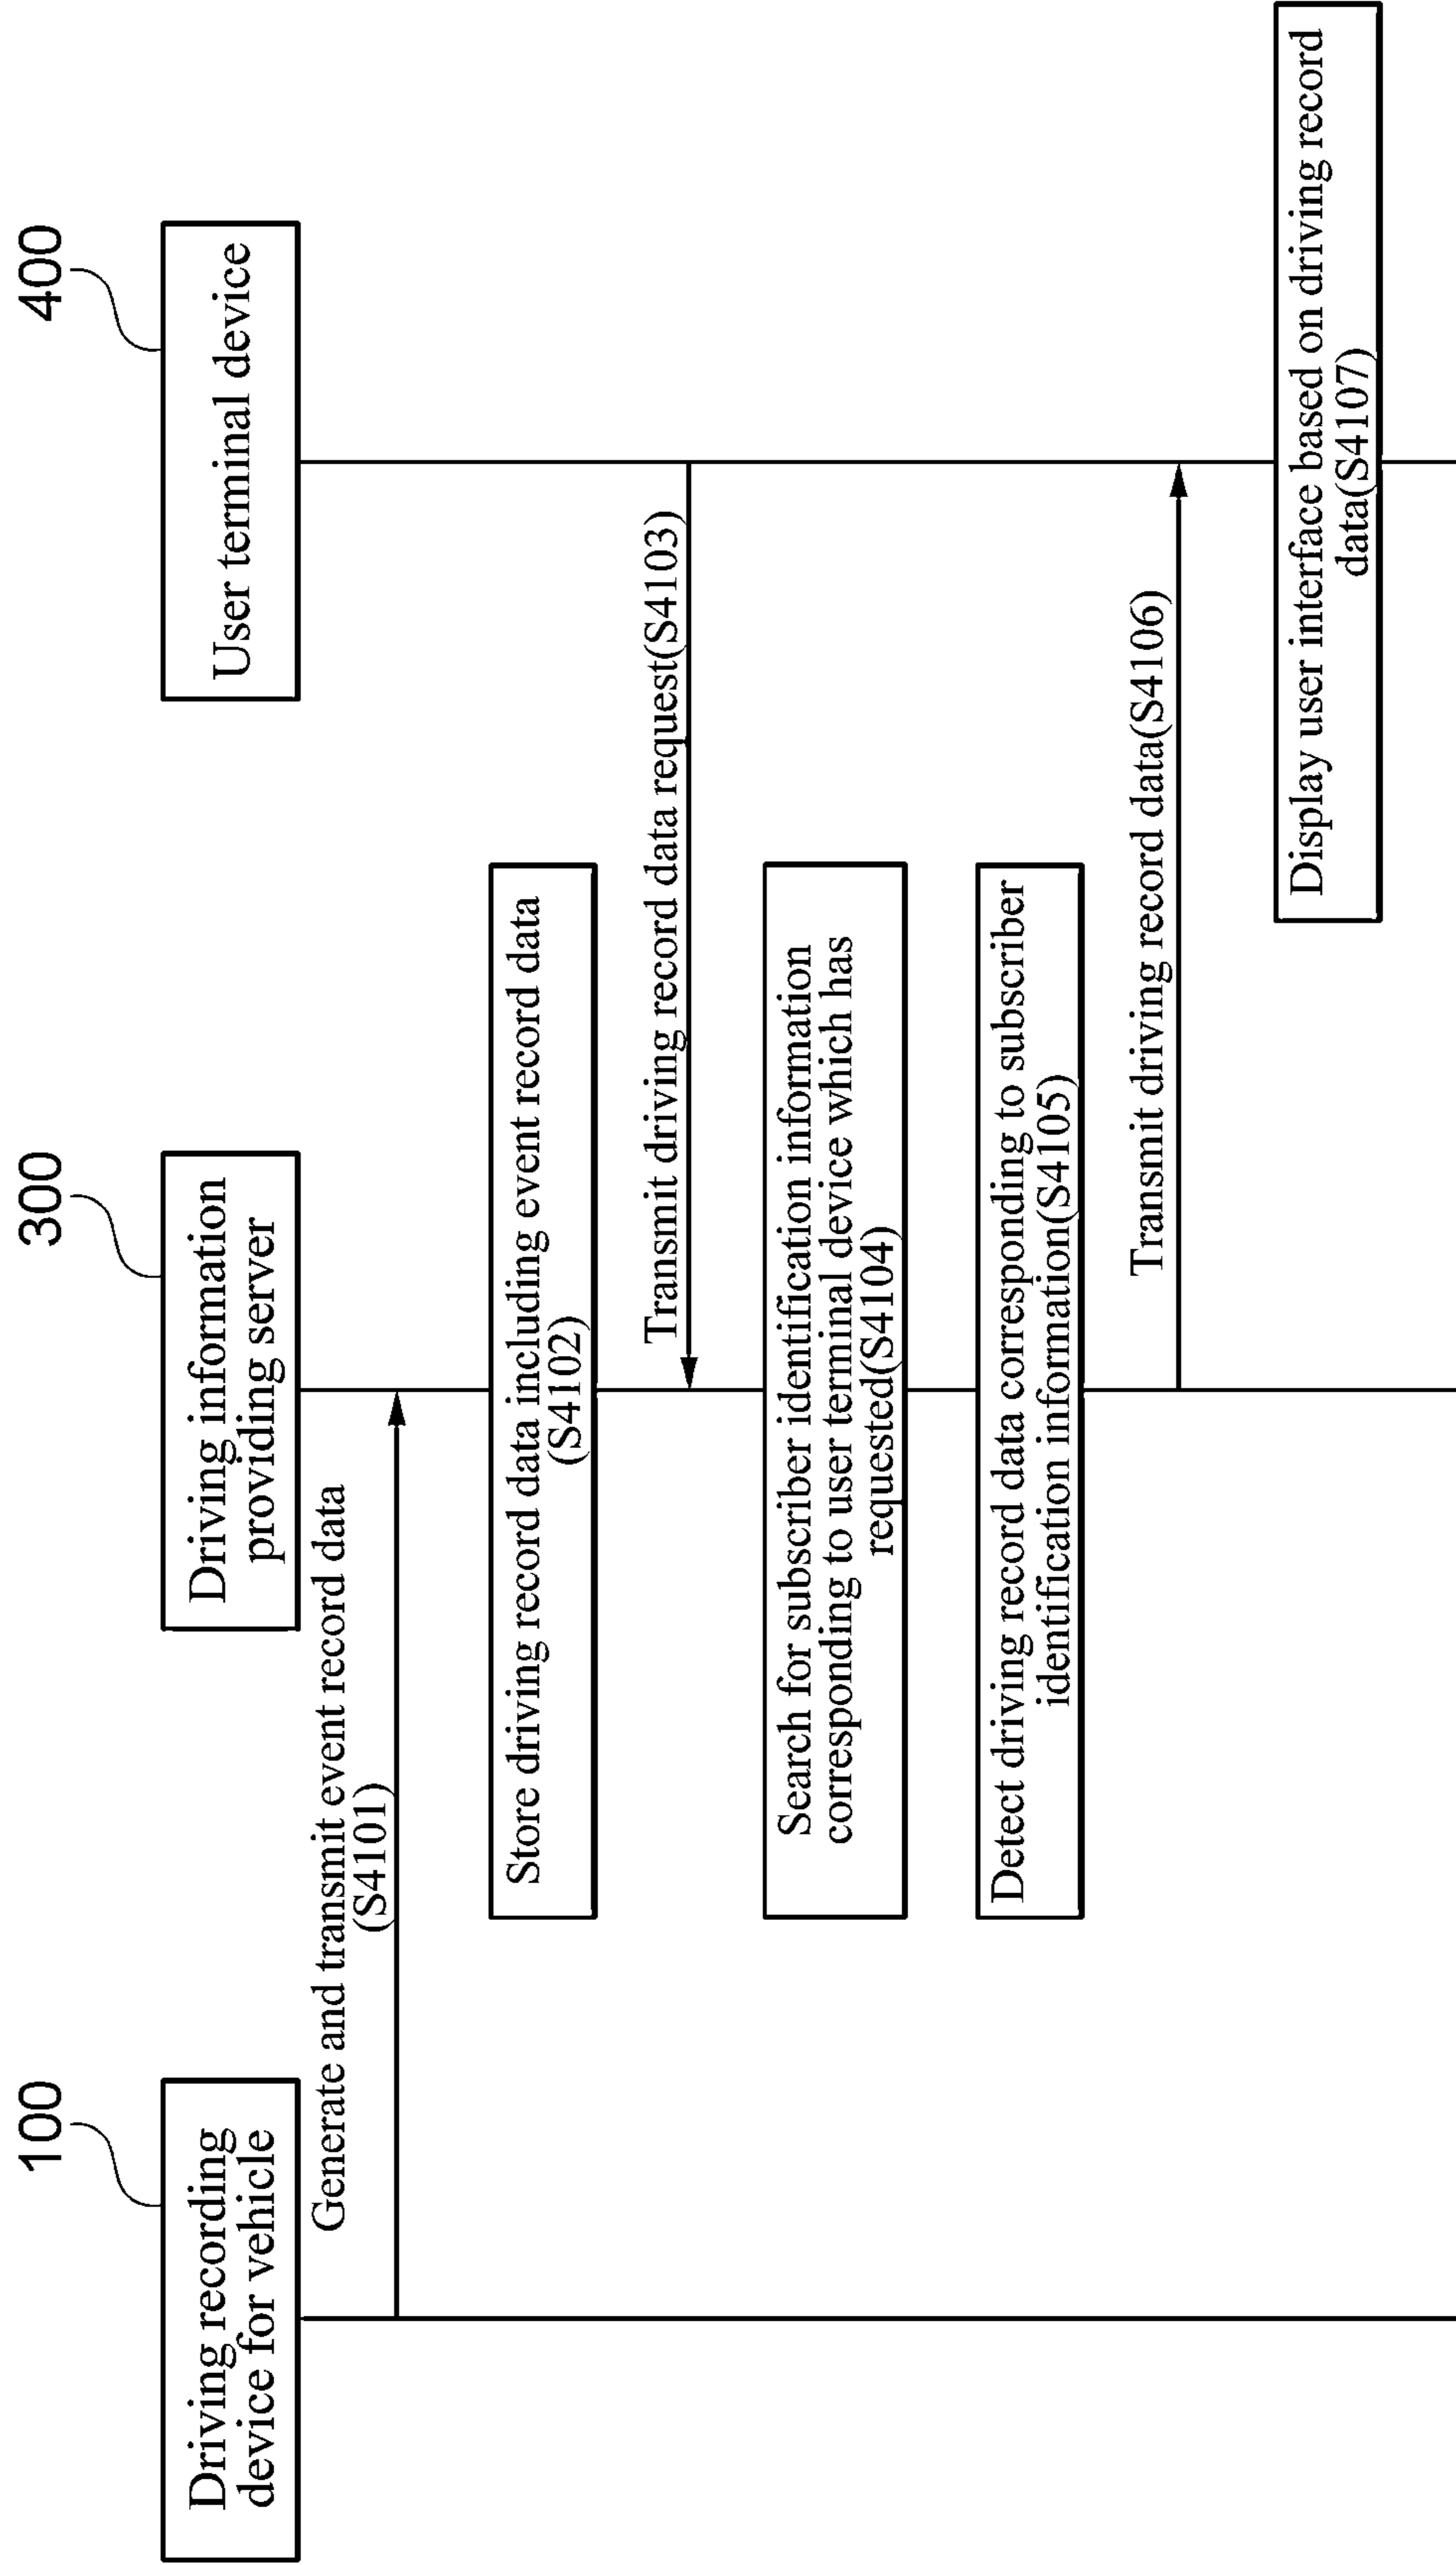 100
Driving recording
device for vehicle
300
Driving information
providing server
400
User terminal device
Generate and transmit event record data
(S4101)
Store driving record data including event record data
(S4102)
Transmit driving record data request(S4103)
Search for subscriber identification information
corresponding to user terminal device which has
requested(S4104)
Detect driving record data corresponding to subscriber
identification information(S4105)
Transmit driving record data(S4106)
Display user interface based on driving record
data(S4107)